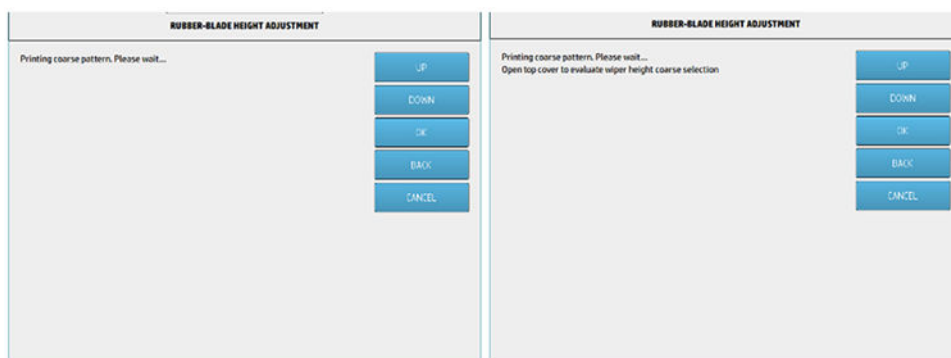 RUBBER-BLADE HEIGHT ADJUSTMENT
Printing coarse pattern. Please wait...
UP
DOWN
OK
BACK
CANCEL
RUBBER-BLADE HEIGHT ADJUSTMENT
Printing coarse pattern. Please wait...
Open top cover to evaluate wiper height coarse selection
UP
DOWN
OK
BACK
CANCEL